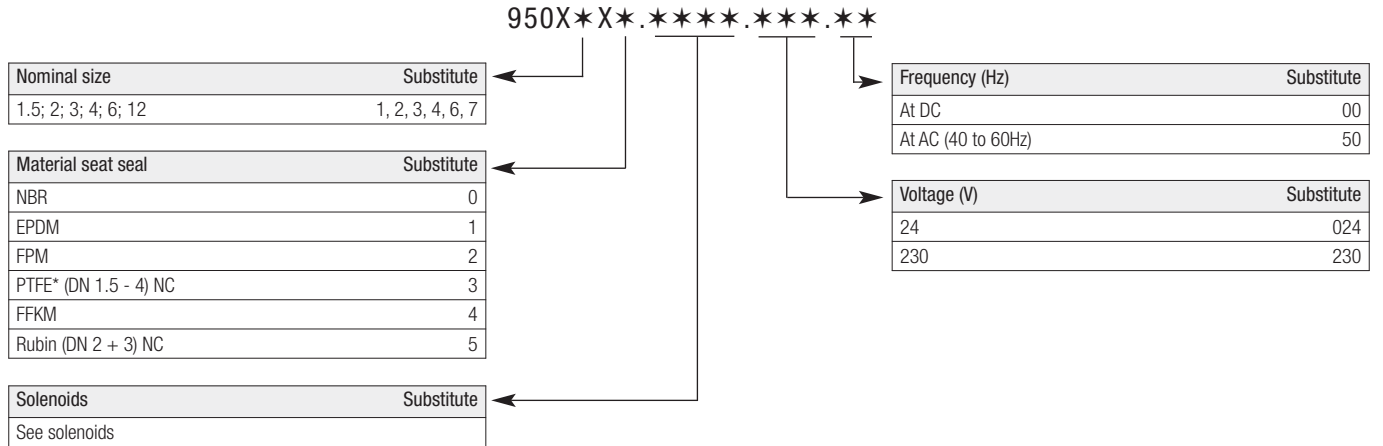 950X✶X✶.✶✶✶✶.✶✶✶.✶✶
Nominal size Substitute
1.5; 2; 3; 4; 6; 12 1, 2, 3, 4, 6, 7
Material seat seal Substitute
NBR 0
EPDM 1
FPM 2
PTFE* (DN 1.5 - 4) NC 3
FFKM 4
Rubin (DN 2 + 3) NC 5
Solenoids Substitute
See solenoids
Frequency (Hz) Substitute
At DC 00
At AC (40 to 60Hz) 50
Voltage (V) Substitute
24 024
230 230